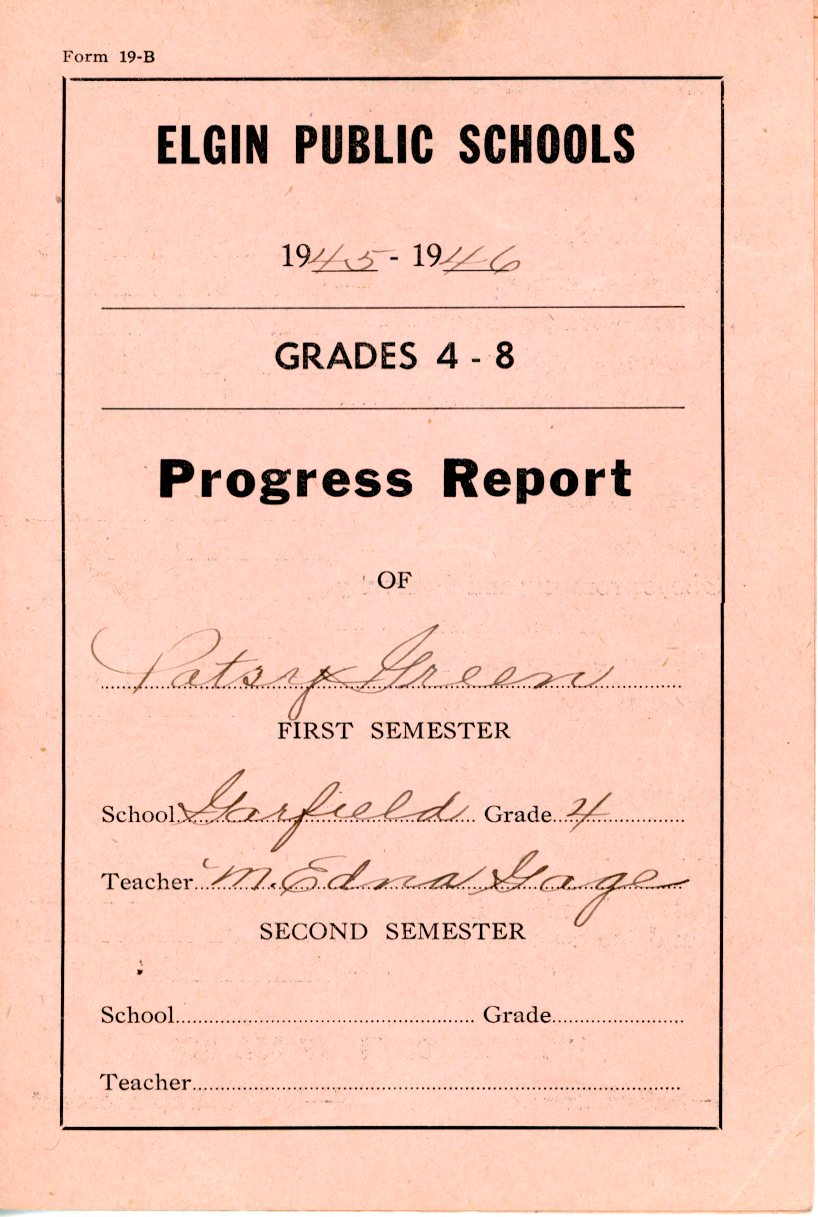 Form 19-B
ELGIN PUBLIC SCHOOLS
1945 - 1946
GRADES 4 - 8
Progress Report
OF
Patsy Green
FIRST SEMESTER
School Garfield Grade 4
Teacher M. Edna Gage
SECOND SEMESTER
School Grade
Teacher